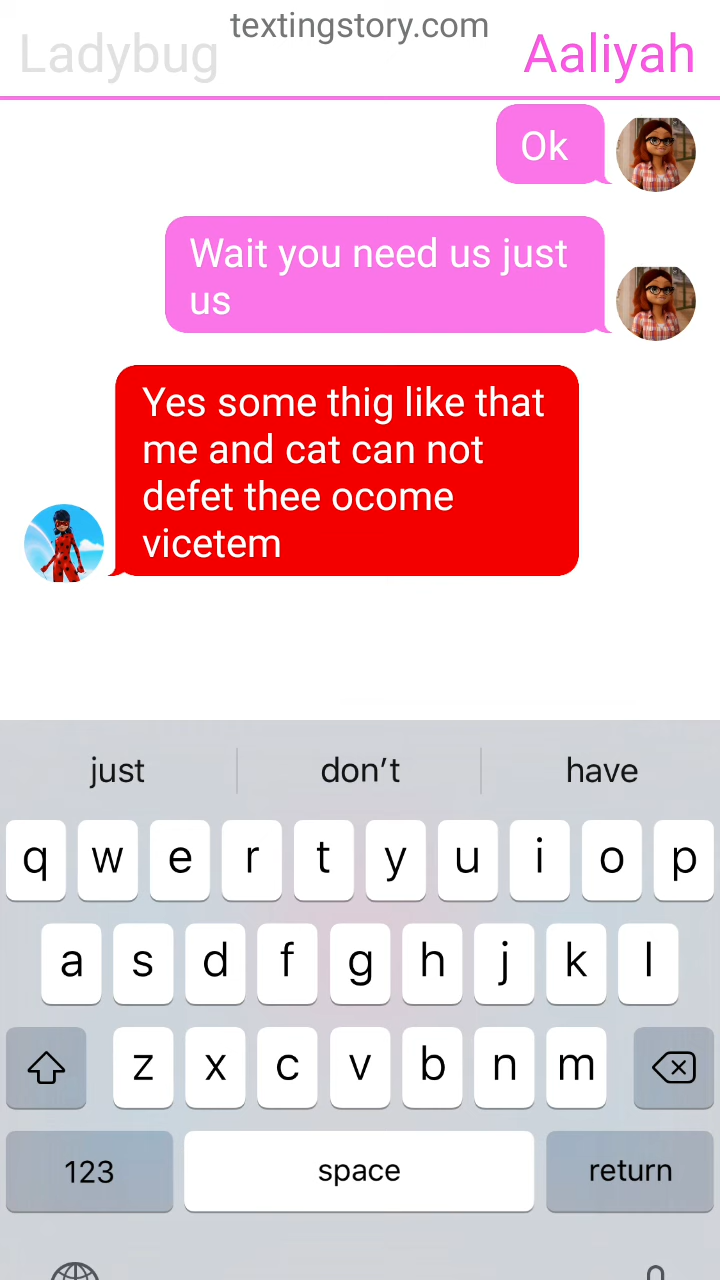 textingstory.com
Ladybug
Aaliyah
Ok
Wait you need us just
us
Yes some thig like that
me and cat can not
defet thee ocome
vicetem
just don't have
q w e r t y u i o p
a s d f g h j k l
z x c v b n m
123 space return